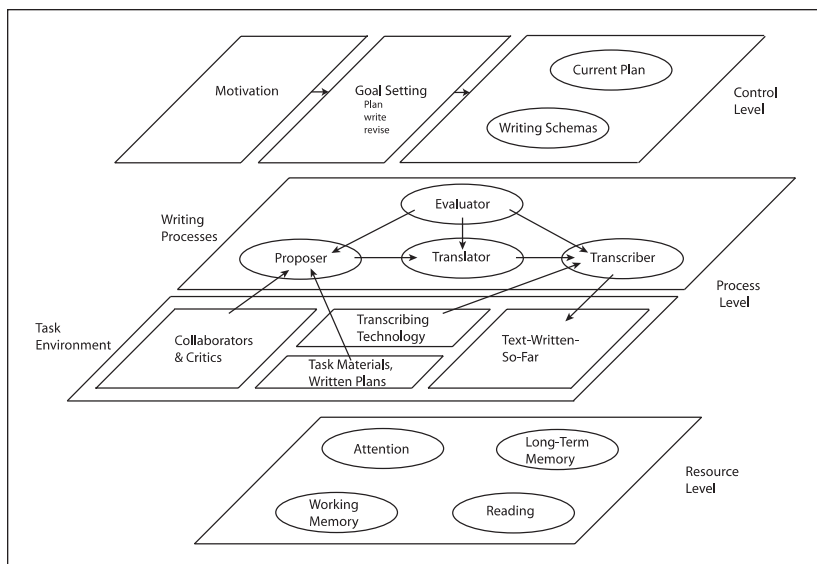 Motivation
Goal Setting
Plan
write
revise
Current Plan
Writing Schemas
Control
Level
Writing
Processes
Evaluator
Proposer
Translator
Transcriber
Process
Level
Task
Environment
Collaborators
& Critics
Transcribing
Technology
Task Materials,
Written Plans
Text-Written-
So-Far
Attention
Long-Term
Memory
Working
Memory
Reading
Resource
Level